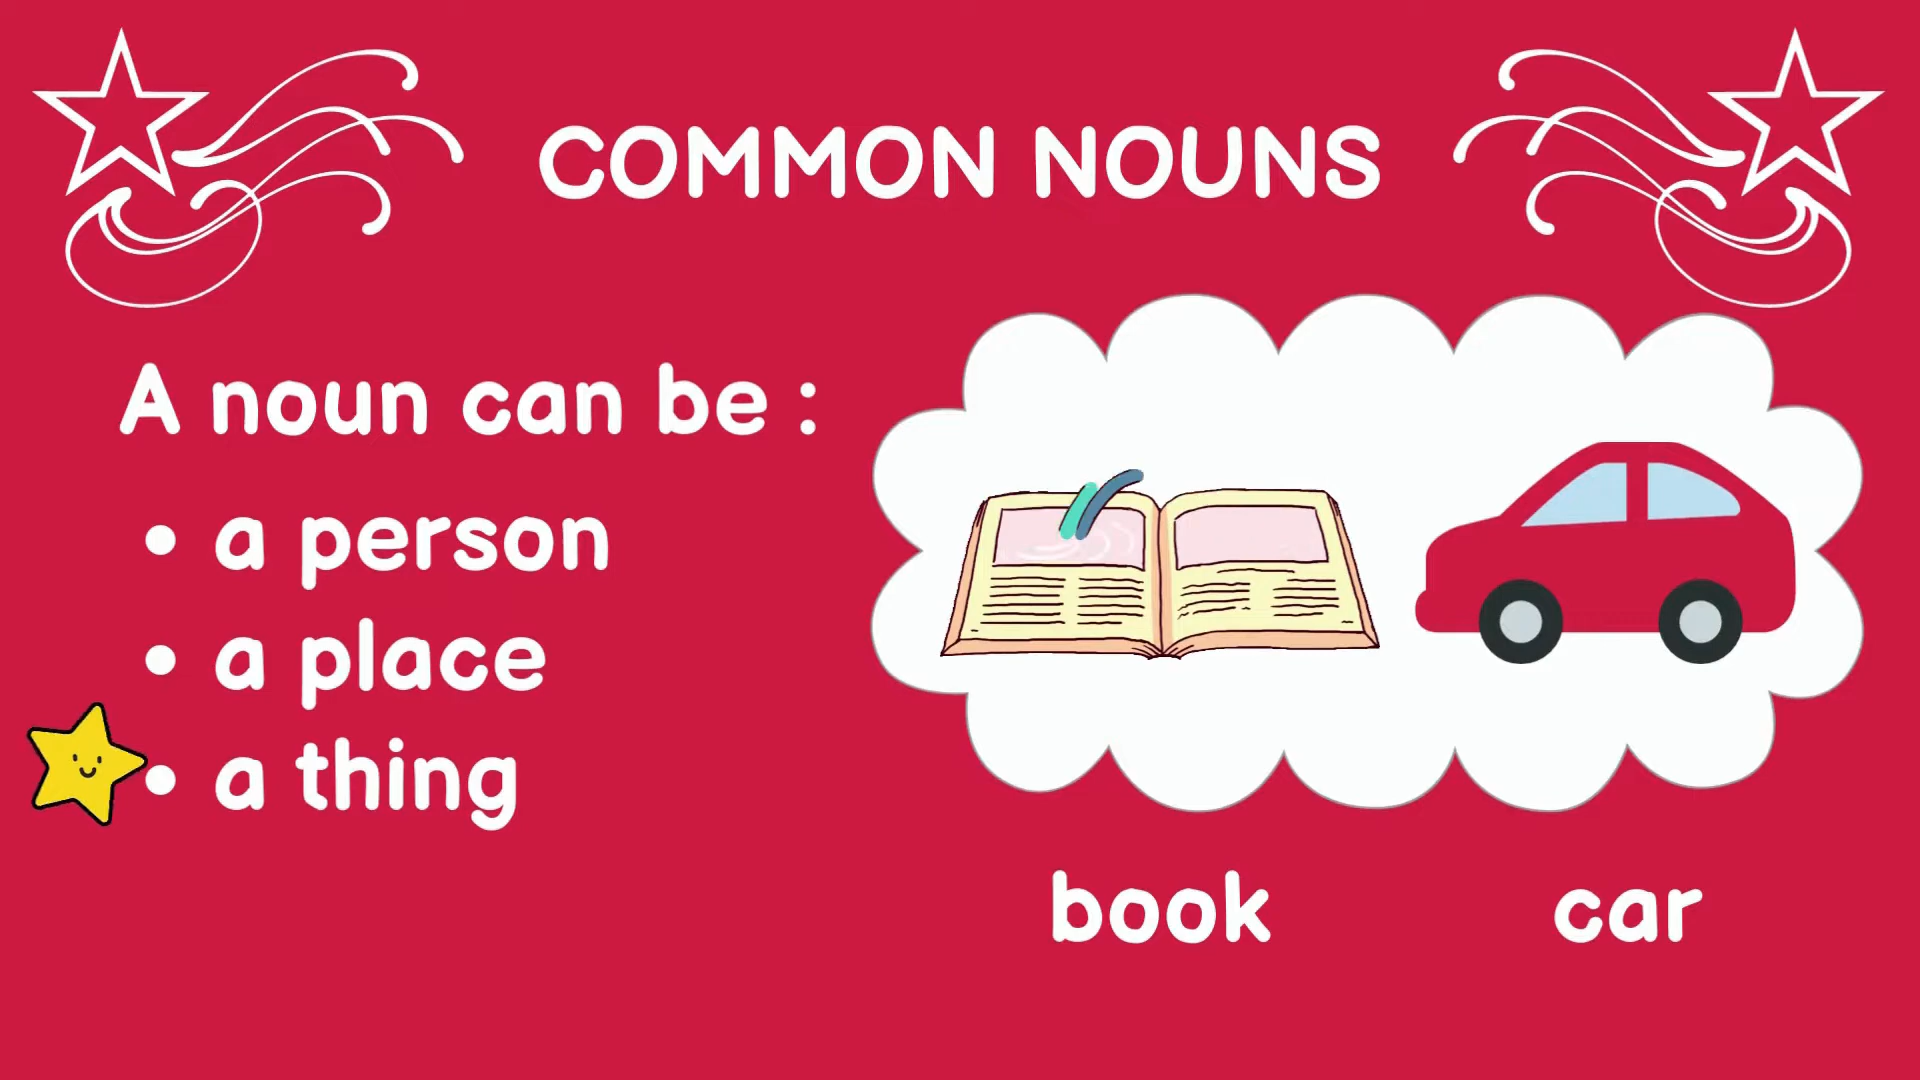 COMMON NOUNS
A noun can be :
• a person
• a place
• a thing
book car